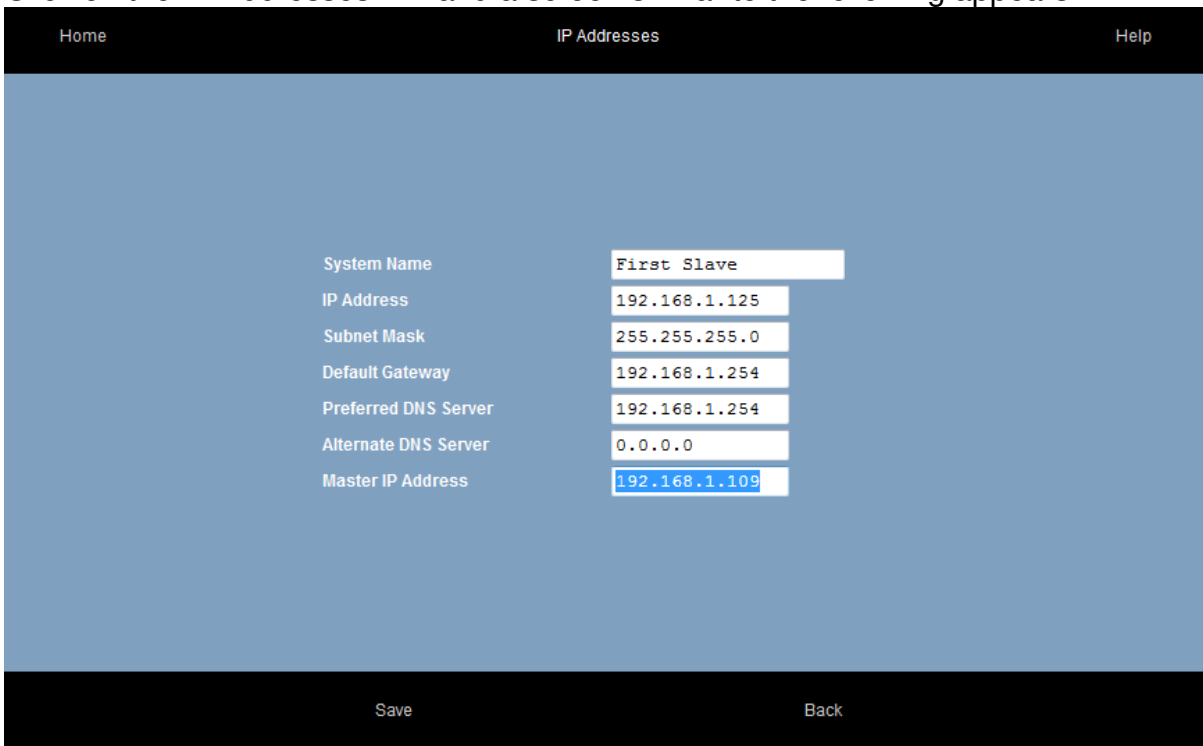 Home IP Addresses Help
System Name First Slave
IP Address 192.168.1.125
Subnet Mask 255.255.255.0
Default Gateway 192.168.1.254
Preferred DNS Server 192.168.1.254
Alternate DNS Server 0.0.0.0
Master IP Address 192.168.1.109
Save Back